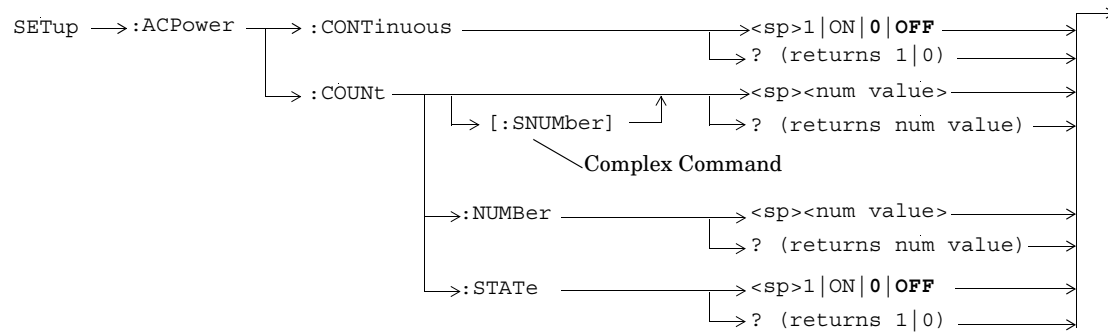 SETup :ACPower :CONTinuous <sp>1|ON|0|OFF
? (returns 1|0)
:COUNt <sp><num value>
[:SNUMber] ? (returns num value)
Complex Command
:NUMBer <sp><num value>
? (returns num value)
:STATe <sp>1|ON|0|OFF
? (returns 1|0)